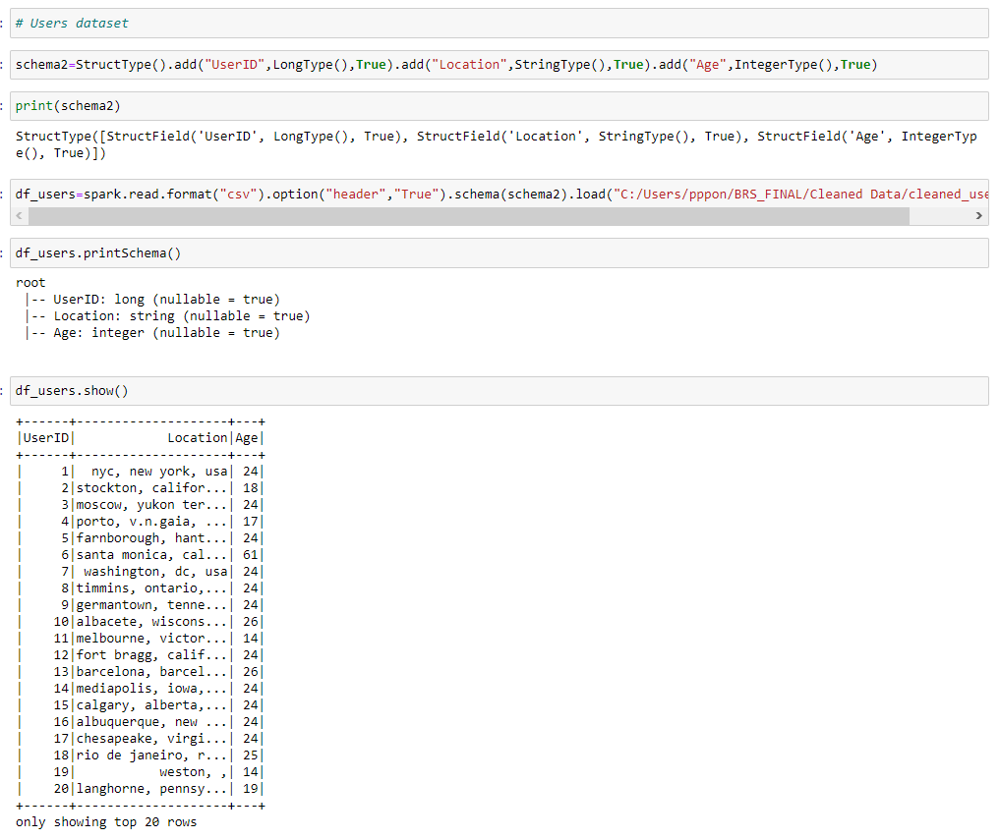 # Users dataset
schema2=StructType().add("UserID",LongType(),True).add("Location",StringType(),True).add("Age",IntegerType(),True)
print(schema2)
StructType([StructField('UserID', LongType(), True), StructField('Location', StringType(), True), StructField('Age', IntegerTyp
e(), True)])
df_users=spark.read.format("csv").option("header","True").schema(schema2).load("C:/Users/pppon/BRS_FINAL/Cleaned Data/cleaned_use
df_users.printSchema()
root
 |-- UserID: long (nullable = true)
 |-- Location: string (nullable = true)
 |-- Age: integer (nullable = true)
df_users.show()
+------+--------------------+---+
|UserID|            Location|Age|
+------+--------------------+---+
|     1|  nyc, new york, usa| 24|
|     2|stockton, califor...| 18|
|     3|moscow, yukon ter...| 24|
|     4|porto, v.n.gaia, ...| 17|
|     5|farnborough, hant...| 24|
|     6|santa monica, cal...| 61|
|     7| washington, dc, usa| 24|
|     8|timmins, ontario,...| 24|
|     9|germantown, tenne...| 24|
|    10|albacete, wiscons...| 26|
|    11|melbourne, victor...| 14|
|    12|fort bragg, calif...| 24|
|    13|barcelona, barcel...| 26|
|    14|mediapolis, iowa,...| 24|
|    15|calgary, alberta,...| 24|
|    16|albuquerque, new ...| 24|
|    17|chesapeake, virgi...| 24|
|    18|rio de janeiro, r...| 25|
|    19|           weston, ,| 14|
|    20|langhorne, pennsy...| 19|
+------+--------------------+---+
only showing top 20 rows